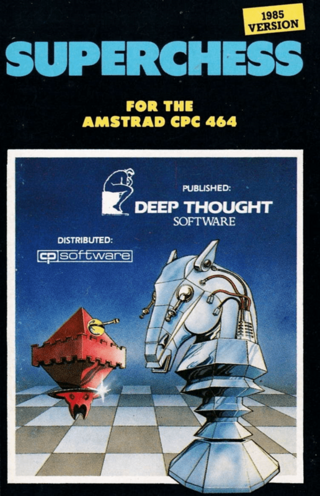 1985
VERSION
SUPERCHESS
FOR THE
AMSTRAD CPC 464
PUBLISHED:
DEEP THOUGHT
SOFTWARE
DISTRIBUTED:
cp software